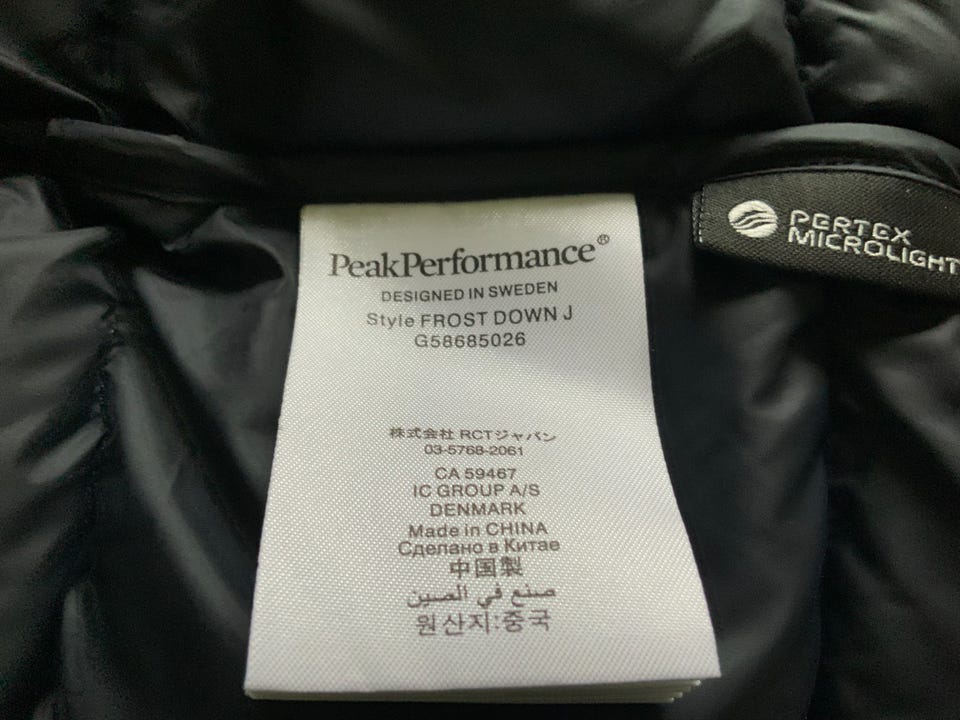 PeakPerformance®
DESIGNED IN SWEDEN
Style FROST DOWN J
G58685026
株式会社 RCTジャパン
03-5768-2061
CA 59467
IC GROUP A/S
DENMARK
Made in CHINA
Сделано в Китае
中国製
صنع في الصين
원산지:중국
PERTEX
MICROLIGHT